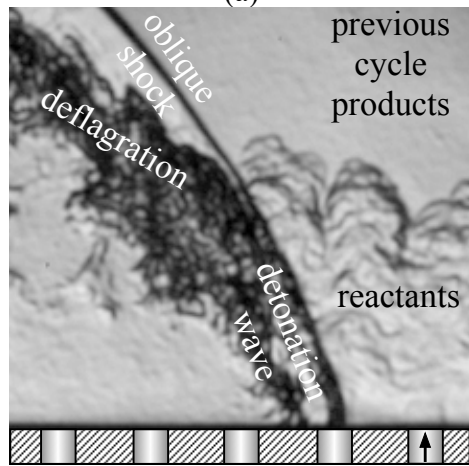 previous
cycle
products
oblique
shock
deflagration
detonation
wave
reactants